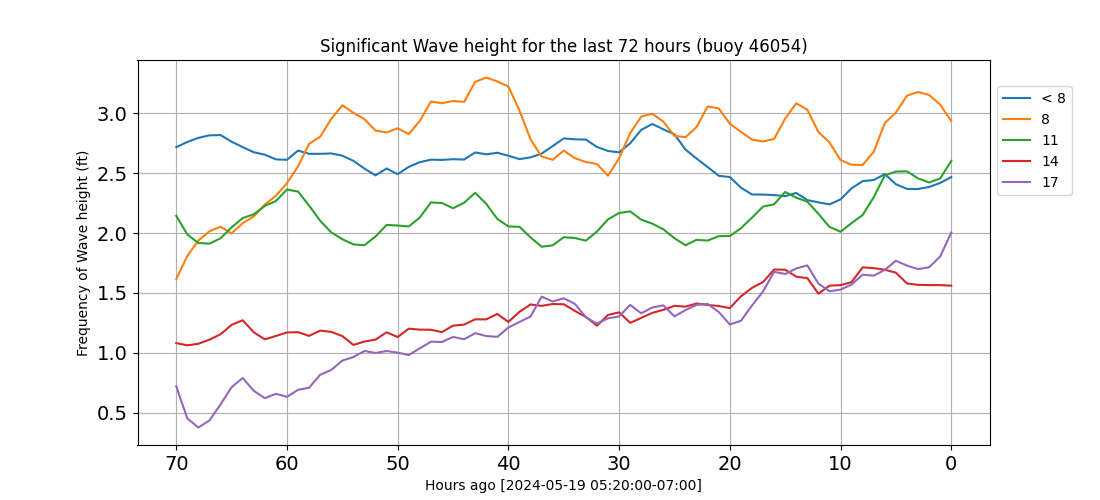 Significant Wave height for the last 72 hours (buoy 46054)
Frequency of Wave height (ft)
3.0
2.5
2.0
1.5
1.0
0.5
70 60 50 40 30 20 10 0
Hours ago [2024-05-19 05:20:00-07:00]
< 8
8
11
14
17